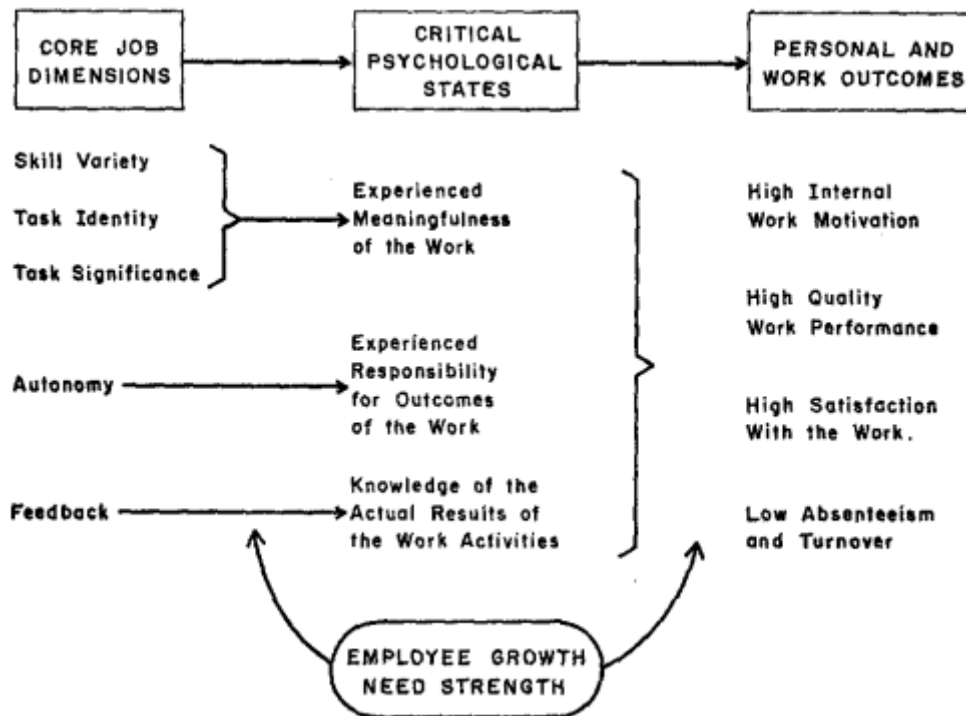 CORE JOB
DIMENSIONS
CRITICAL
PSYCHOLOGICAL
STATES
PERSONAL AND
WORK OUTCOMES
Skill Variety
Task Identity
Task Significance
Experienced
Meaningfulness
of the Work
High Internal
Work Motivation
High Quality
Work Performance
Autonomy
Experienced
Responsibility
for Outcomes
of the Work
High Satisfaction
With the Work.
Feedback
Knowledge of the
Actual Results of
the Work Activities
Low Absenteeism
and Turnover
EMPLOYEE GROWTH
NEED STRENGTH